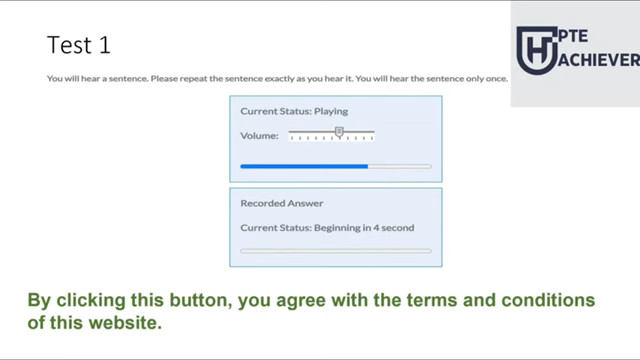 Test 1
PTE
ACHIEVER
You will hear a sentence. Please repeat the sentence exactly as you hear it. You will hear the sentence only once.
Current Status: Playing
Volume:
Recorded Answer
Current Status: Beginning in 4 second
By clicking this button, you agree with the terms and conditions
of this website.